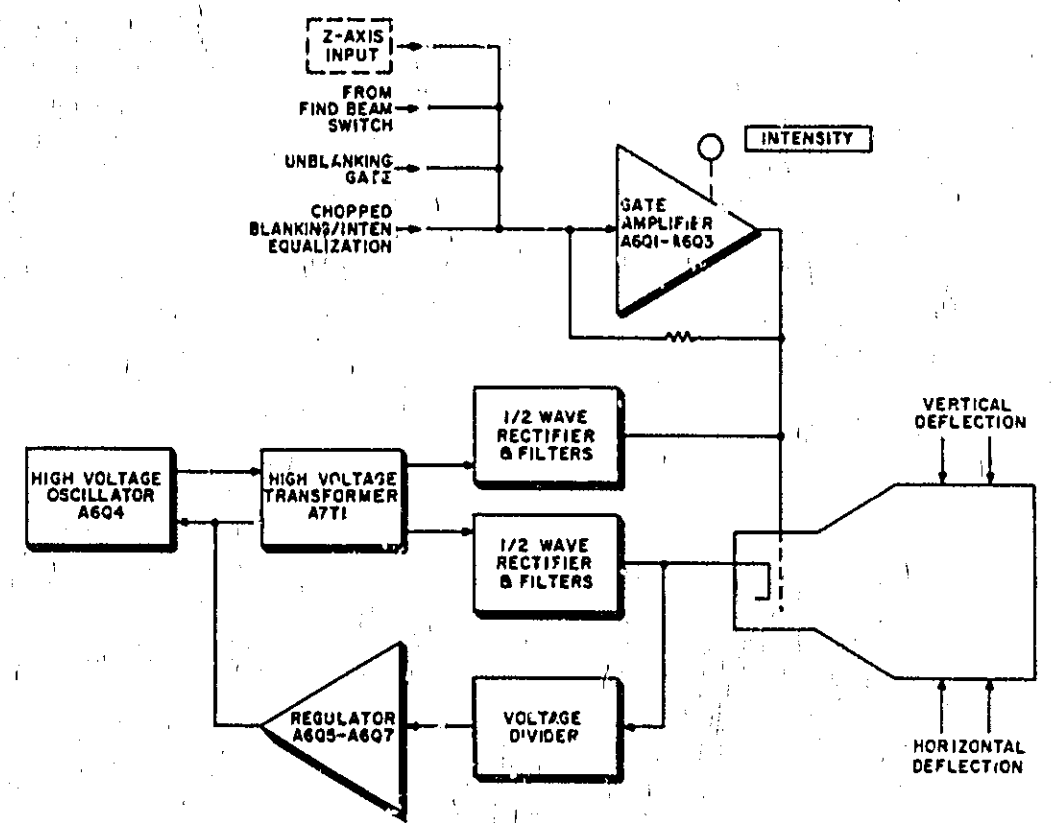 Z-AXIS
INPUT
FROM
FIND BEAM
SWITCH
UNBLANKING
GATE
CHOPPED
BLANKING/INTEN
EQUALIZATION
INTENSITY
GATE
AMPLIFIER
A6Q1-A6Q3
1/2 WAVE
RECTIFIER
& FILTERS
VERTICAL
DEFLECTION
HIGH VOLTAGE
OSCILLATOR
A6Q4
HIGH VOLTAGE
TRANSFORMER
A7T1
1/2 WAVE
RECTIFIER
& FILTERS
REGULATOR
A6Q5-A6Q7
VOLTAGE
DIVIDER
HORIZONTAL
DEFLECTION